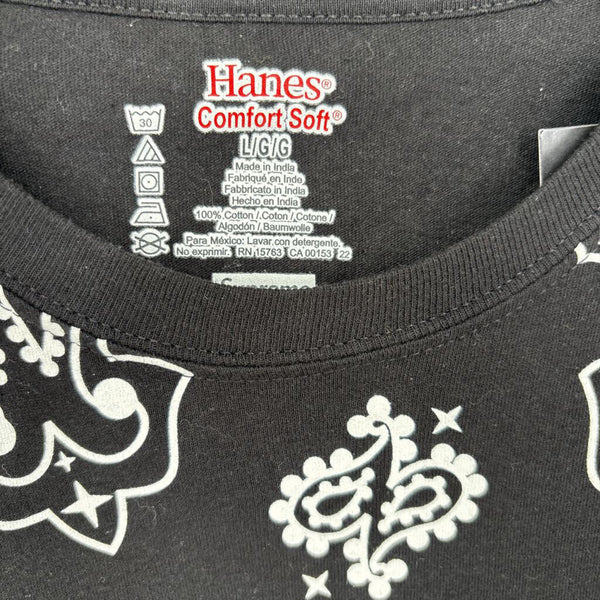 Hanes®
Comfort Soft®
L/G/G
Made in India
Fabriqué en Inde
Fabbricato in India
Hecho en India
100% Cotton / Coton / Cotone /
Algodón / Baumwolle
Para México: Lavar con detergente.
No exprimir. RN 15763 CA 00153 22
30
Supreme